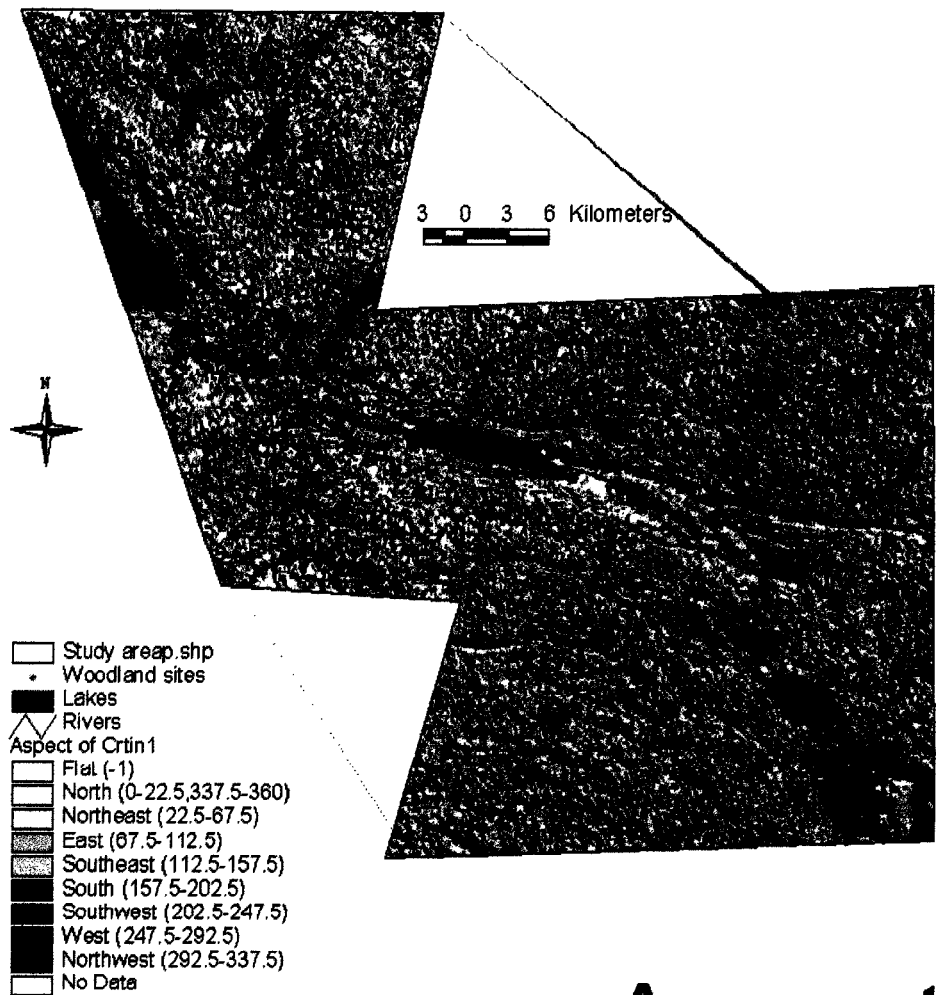 3 0 3 6 Kilometers
N
Study areap.shp
Woodland sites
Lakes
Rivers
Aspect of Crtin1
Flat (-1)
North (0-22.5,337.5-360)
Northeast (22.5-67.5)
East (67.5-112.5)
Southeast (112.5-157.5)
South (157.5-202.5)
Southwest (202.5-247.5)
West (247.5-292.5)
Northwest (292.5-337.5)
No Data